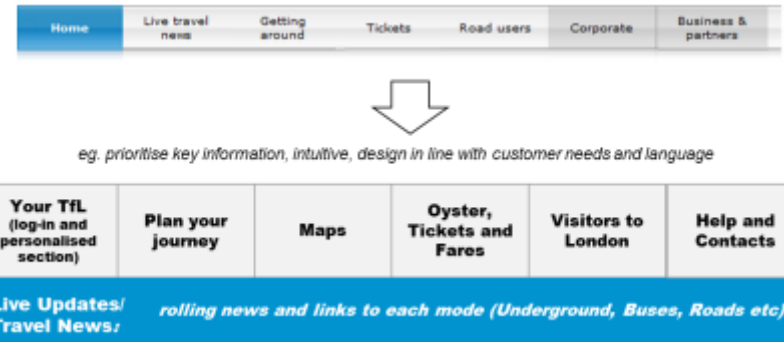 Home
Live travel
news
Getting
around
Tickets
Road users
Corporate
Business &
partners
eg. prioritise key information, intuitive, design in line with customer needs and language
Your TfL
(log-in and
personalised
section)
Plan your
journey
Maps
Oyster,
Tickets and
Fares
Visitors to
London
Help and
Contacts
Live Updates/
Travel News:
rolling news and links to each mode (Underground, Buses, Roads etc)